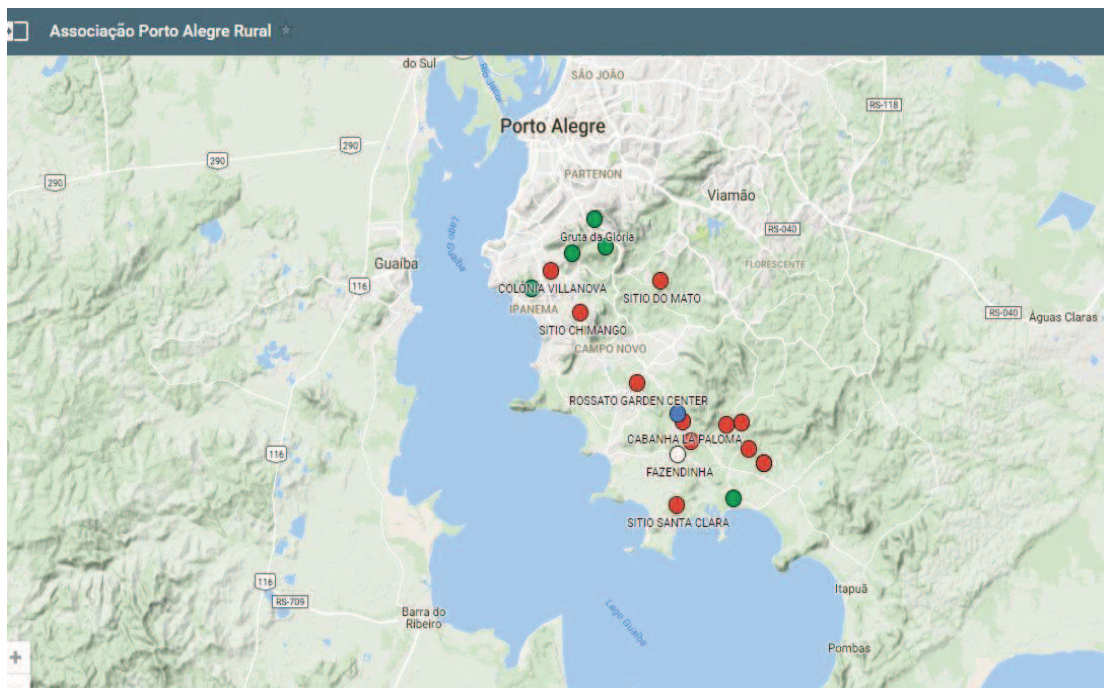 Associação Porto Alegre Rural
do Sul
SÃO JOÃO
RS-118
Porto Alegre
290
290
290
PARTENON
Viamão
RS-040
Gruta da Glória
Lago
Guaíba
Guaíba
FLORESCENTE
116
COLÔNIA VILLANOVA
SITIO DO MATO
IPANEMA
RS-040
Águas Claras
SITIO CHIMANGO
CAMPO NOVO
ROSSATO GARDEN CENTER
CABANHA LA PALOMA
116
FAZENDINHA
SITIO SANTA CLARA
116
RS-709
Itapuã
Barra do
Ribeiro
Lago Guaíba
Pombas
+